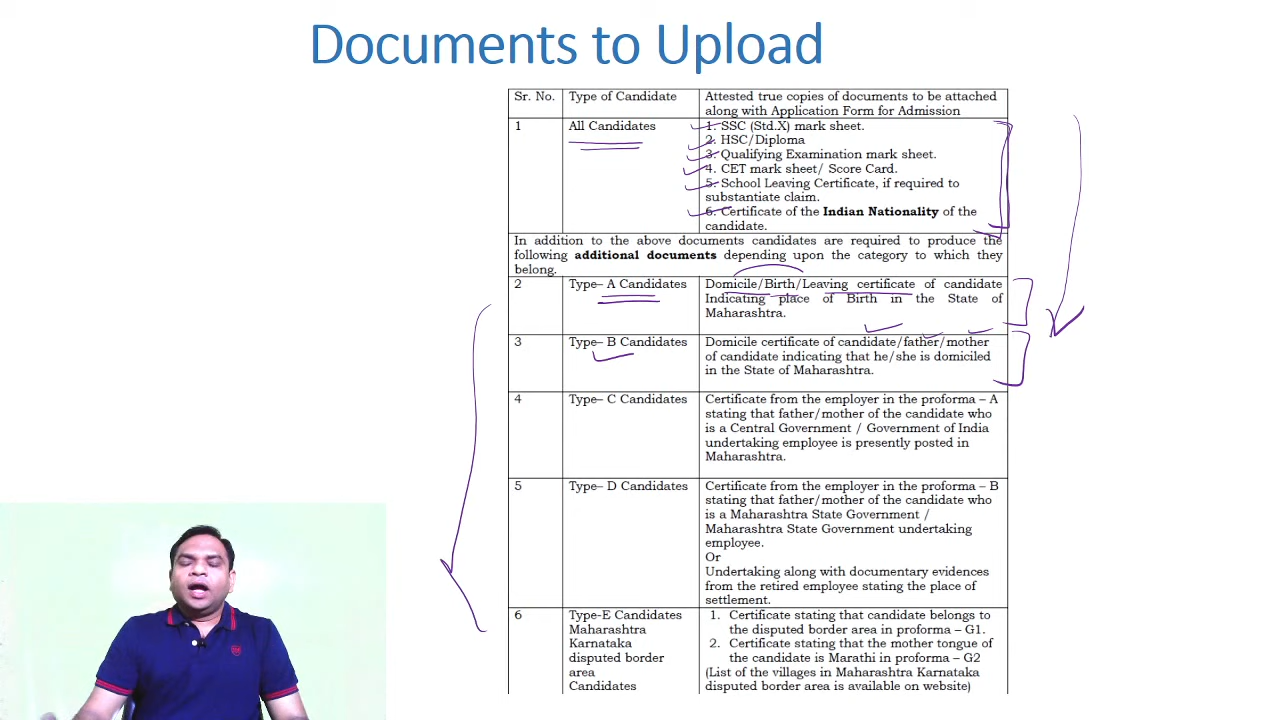 Documents to Upload
Sr. No.
Type of Candidate
Attested true copies of documents to be attached
along with Application Form for Admission
1
All Candidates
1. SSC (Std.X) mark sheet.
2. HSC/Diploma
3. Qualifying Examination mark sheet.
4. CET mark sheet/ Score Card.
5. School Leaving Certificate, if required to
substantiate claim.
6. Certificate of the Indian Nationality of the
candidate.
In addition to the above documents candidates are required to produce the
following additional documents depending upon the category to which they
belong.
2
Type– A Candidates
Domicile/Birth/Leaving certificate of candidate
Indicating place of Birth in the State of
Maharashtra.
3
Type– B Candidates
Domicile certificate of candidate/father/mother
of candidate indicating that he/she is domiciled
in the State of Maharashtra.
4
Type– C Candidates
Certificate from the employer in the proforma – A
stating that father/mother of the candidate who
is a Central Government / Government of India
undertaking employee is presently posted in
Maharashtra.
5
Type– D Candidates
Certificate from the employer in the proforma – B
stating that father/mother of the candidate who
is a Maharashtra State Government /
Maharashtra State Government undertaking
employee.
Or
Undertaking along with documentary evidences
from the retired employee stating the place of
settlement.
6
Type-E Candidates
Maharashtra
Karnataka
disputed border
area
Candidates
1. Certificate stating that candidate belongs to
the disputed border area in proforma – G1.
2. Certificate stating that the mother tongue of
the candidate is Marathi in proforma – G2
(List of the villages in Maharashtra Karnataka
disputed border area is available on website)